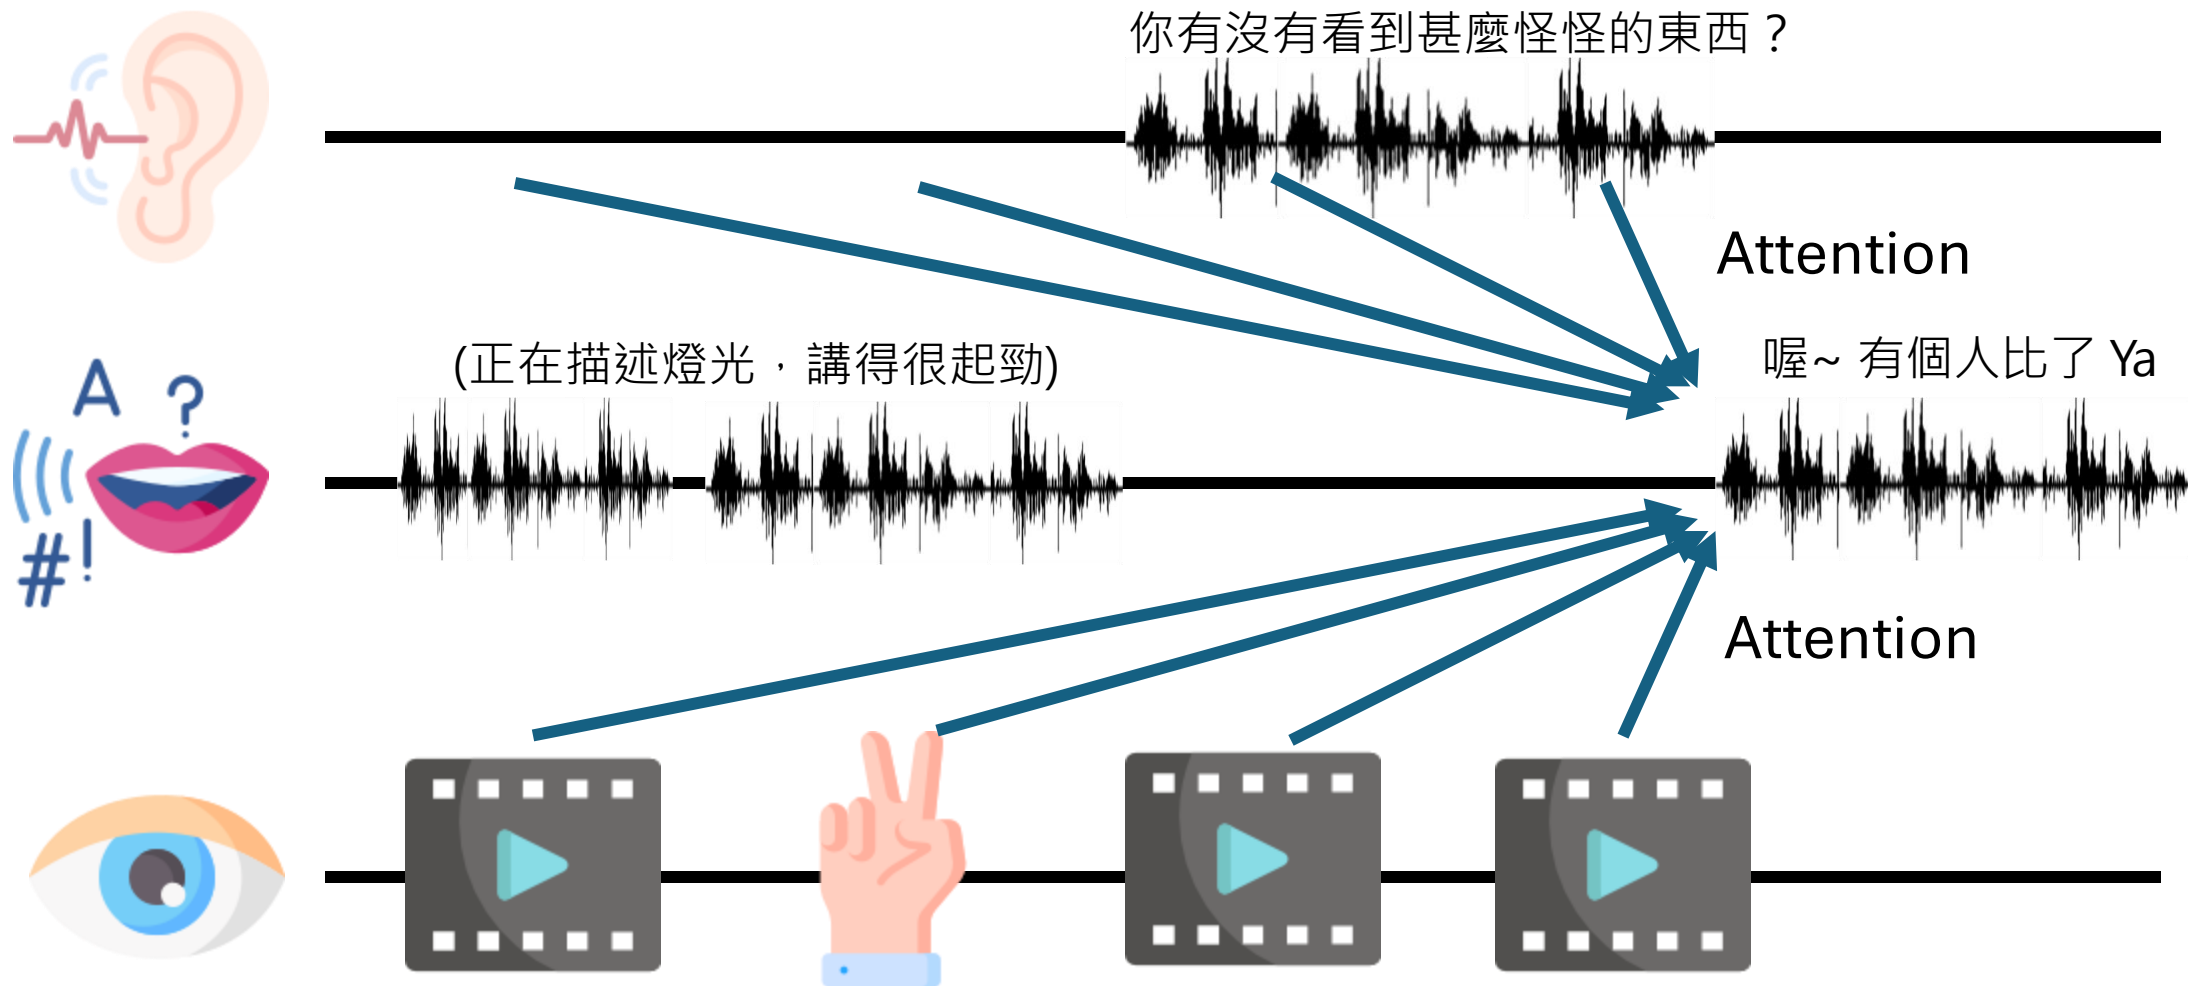 你有沒有看到甚麼怪怪的東西？
Attention
(正在描述燈光，講得很起勁)
喔~ 有個人比了 Ya
A ?
#!
Attention